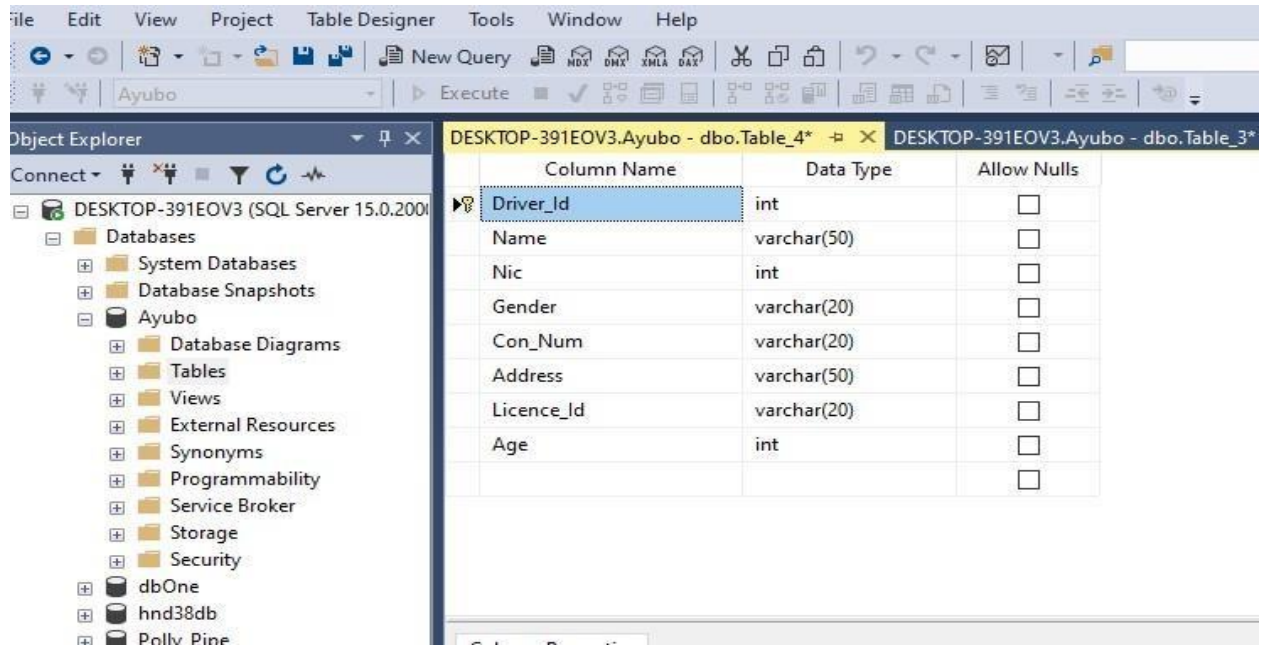 File Edit View Project Table Designer Tools Window Help
New Query MDX DMX XMLA DAX
Ayubo Execute
Object Explorer
DESKTOP-391EOV3.Ayubo - dbo.Table_4* DESKTOP-391EOV3.Ayubo - dbo.Table_3*
Connect
DESKTOP-391EOV3 (SQL Server 15.0.200
Databases
System Databases
Database Snapshots
Ayubo
Database Diagrams
Tables
Views
External Resources
Synonyms
Programmability
Service Broker
Storage
Security
dbOne
hnd38db
Polly_Pipe
Column Name Data Type Allow Nulls
Driver_Id int
Name varchar(50)
Nic int
Gender varchar(20)
Con_Num varchar(20)
Address varchar(50)
Licence_Id varchar(20)
Age int